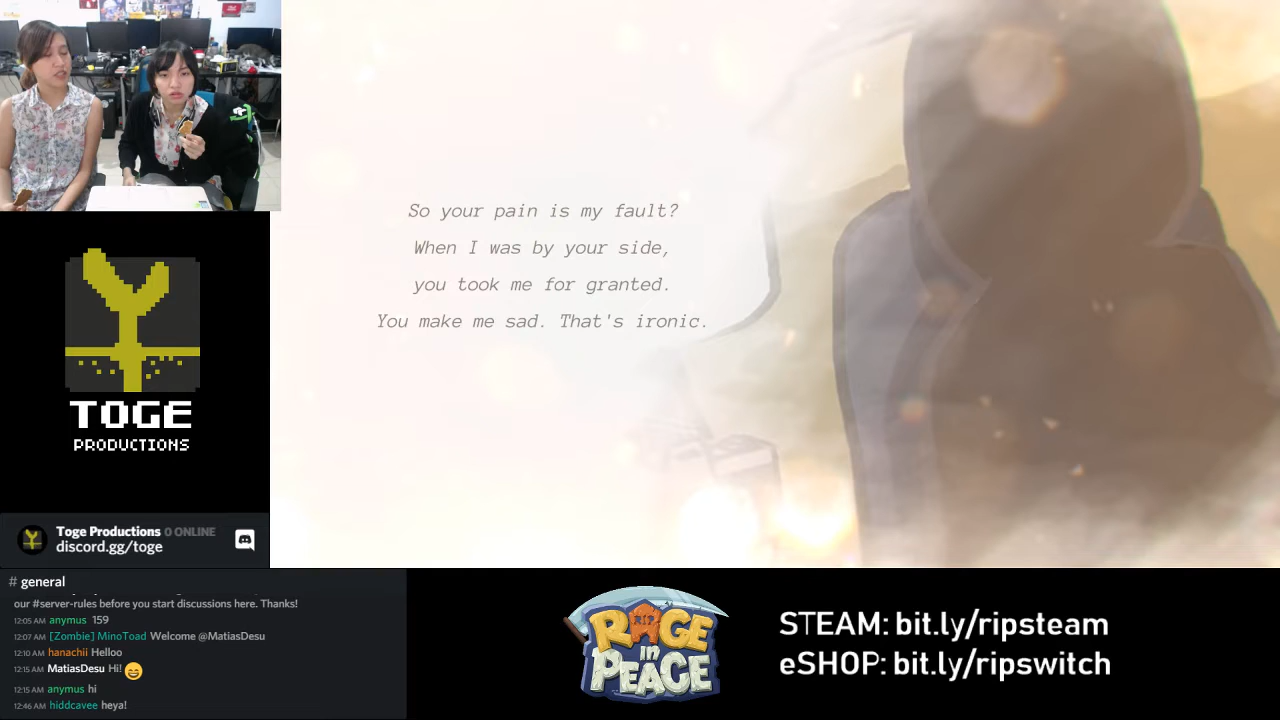 So your pain is my fault?
When I was by your side,
you took me for granted.
You make me sad. That's ironic.
TOGE
PRODUCTIONS
Toge Productions 0 ONLINE
discord.gg/toge
# general
our #server-rules before you start discussions here. Thanks!
12:05 AM anymus 159
12:07 AM [Zombie] MinoToad Welcome @MatiasDesu
12:10 AM hanachii Helloo
12:15 AM MatiasDesu Hi!
12:15 AM anymus hi
12:46 AM hiddcavee heya!
RIP
RAGE
in
PEACE
STEAM: bit.ly/ripsteam
eSHOP: bit.ly/ripswitch